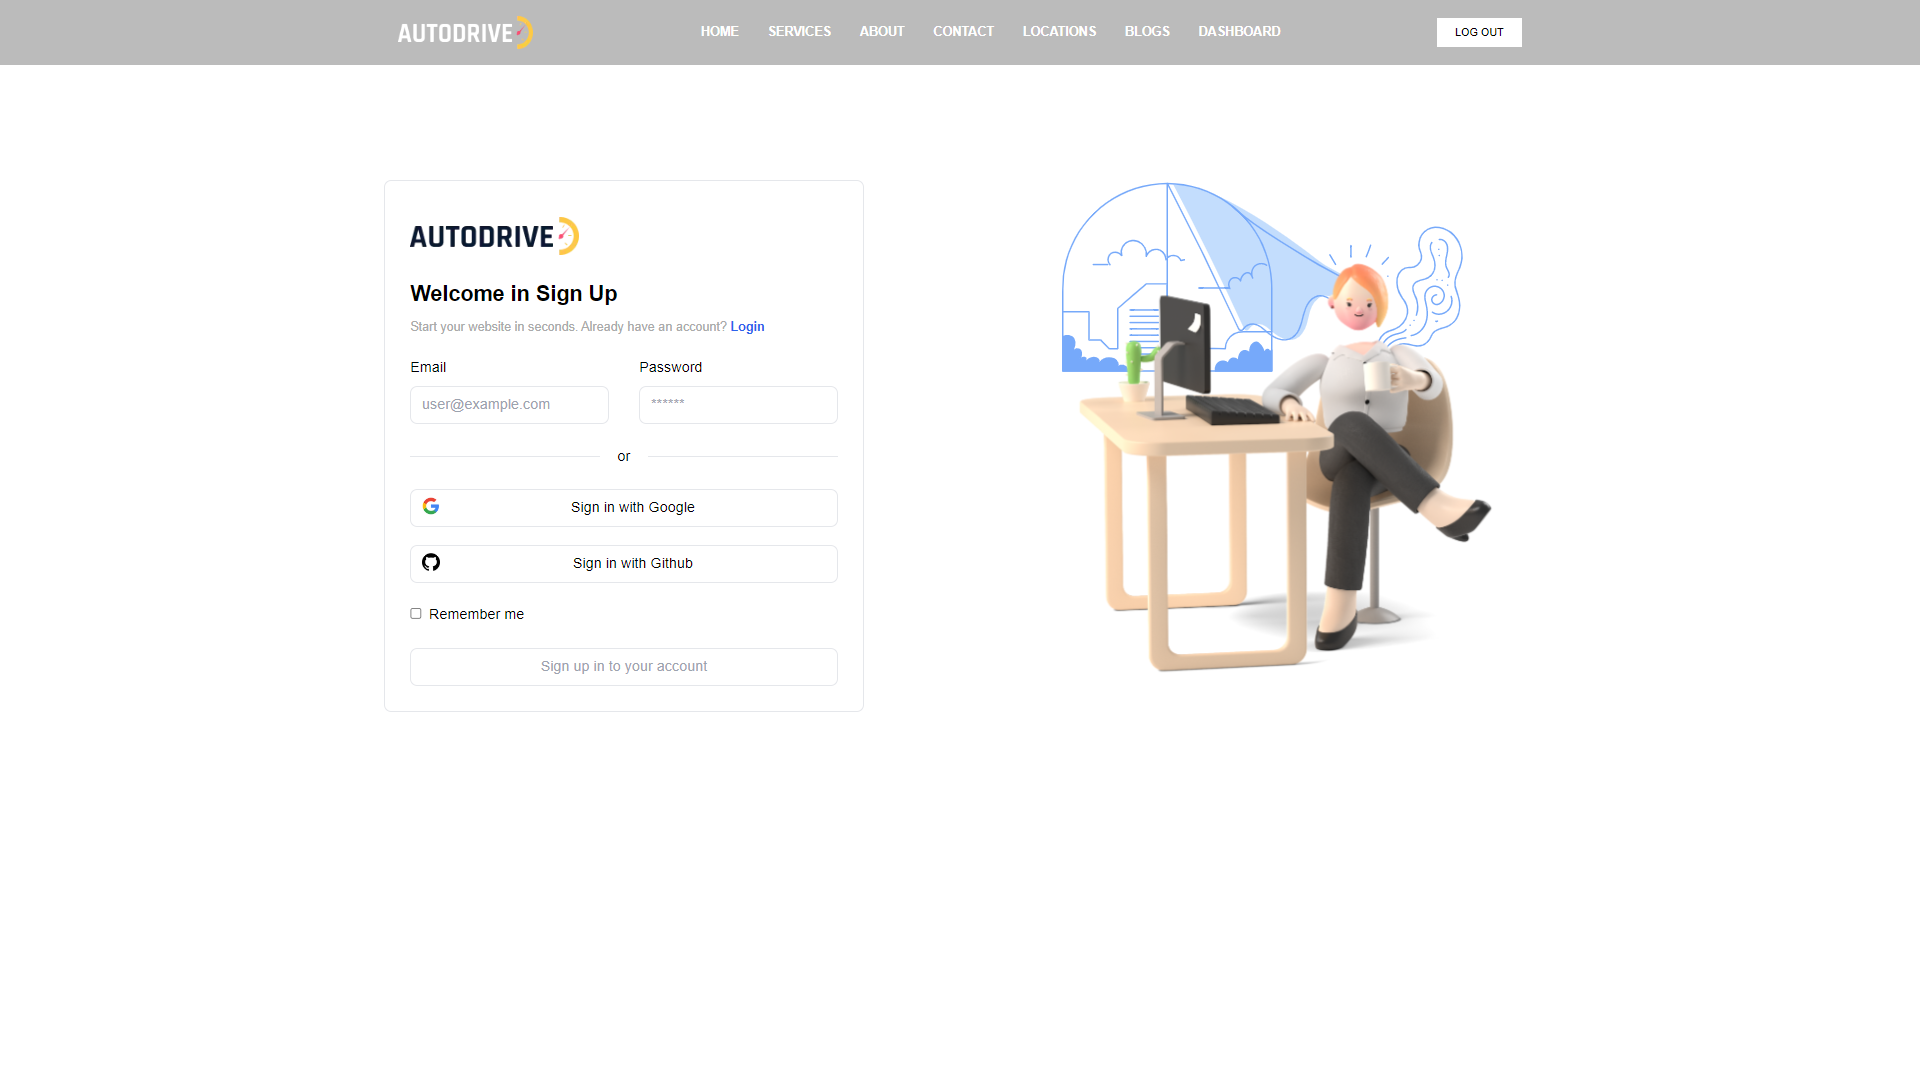 AUTODRIVE
HOME SERVICES ABOUT CONTACT LOCATIONS BLOGS DASHBOARD
LOG OUT
AUTODRIVE
Welcome in Sign Up
Start your website in seconds. Already have an account? Login
Email Password
user@example.com ******
or
Sign in with Google
Sign in with Github
Remember me
Sign up in to your account